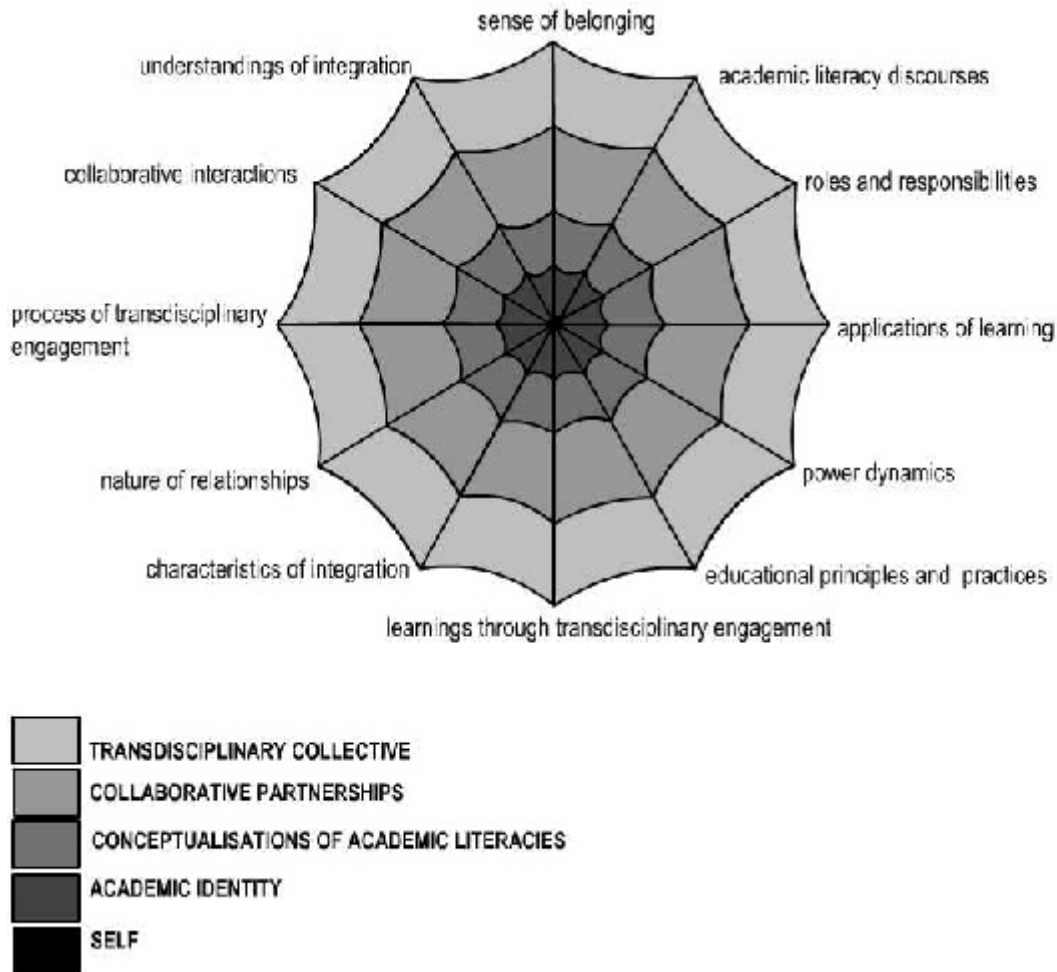 sense of belonging
understandings of integration
academic literacy discourses
collaborative interactions
roles and responsibilities
process of transdisciplinary
engagement
applications of learning
nature of relationships
power dynamics
characteristics of integration
educational principles and practices
learnings through transdisciplinary engagement
TRANSDISCIPLINARY COLLECTIVE
COLLABORATIVE PARTNERSHIPS
CONCEPTUALISATIONS OF ACADEMIC LITERACIES
ACADEMIC IDENTITY
SELF